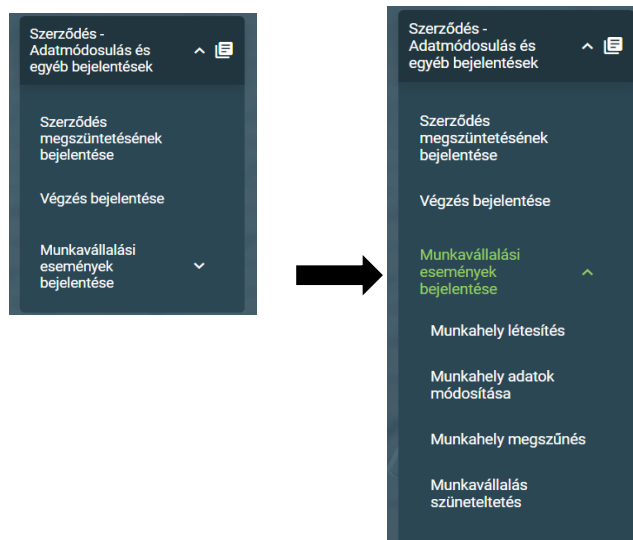 Szerződés -
Adatmódosulás és
egyéb bejelentések
Szerződés
megszüntetésének
bejelentése
Végzés bejelentése
Munkavállalási
események
bejelentése
Szerződés -
Adatmódosulás és
egyéb bejelentések
Szerződés
megszüntetésének
bejelentése
Végzés bejelentése
Munkavállalási
események
bejelentése
Munkahely létesítés
Munkahely adatok
módosítása
Munkahely megszűnés
Munkavállalás
szüneteltetés